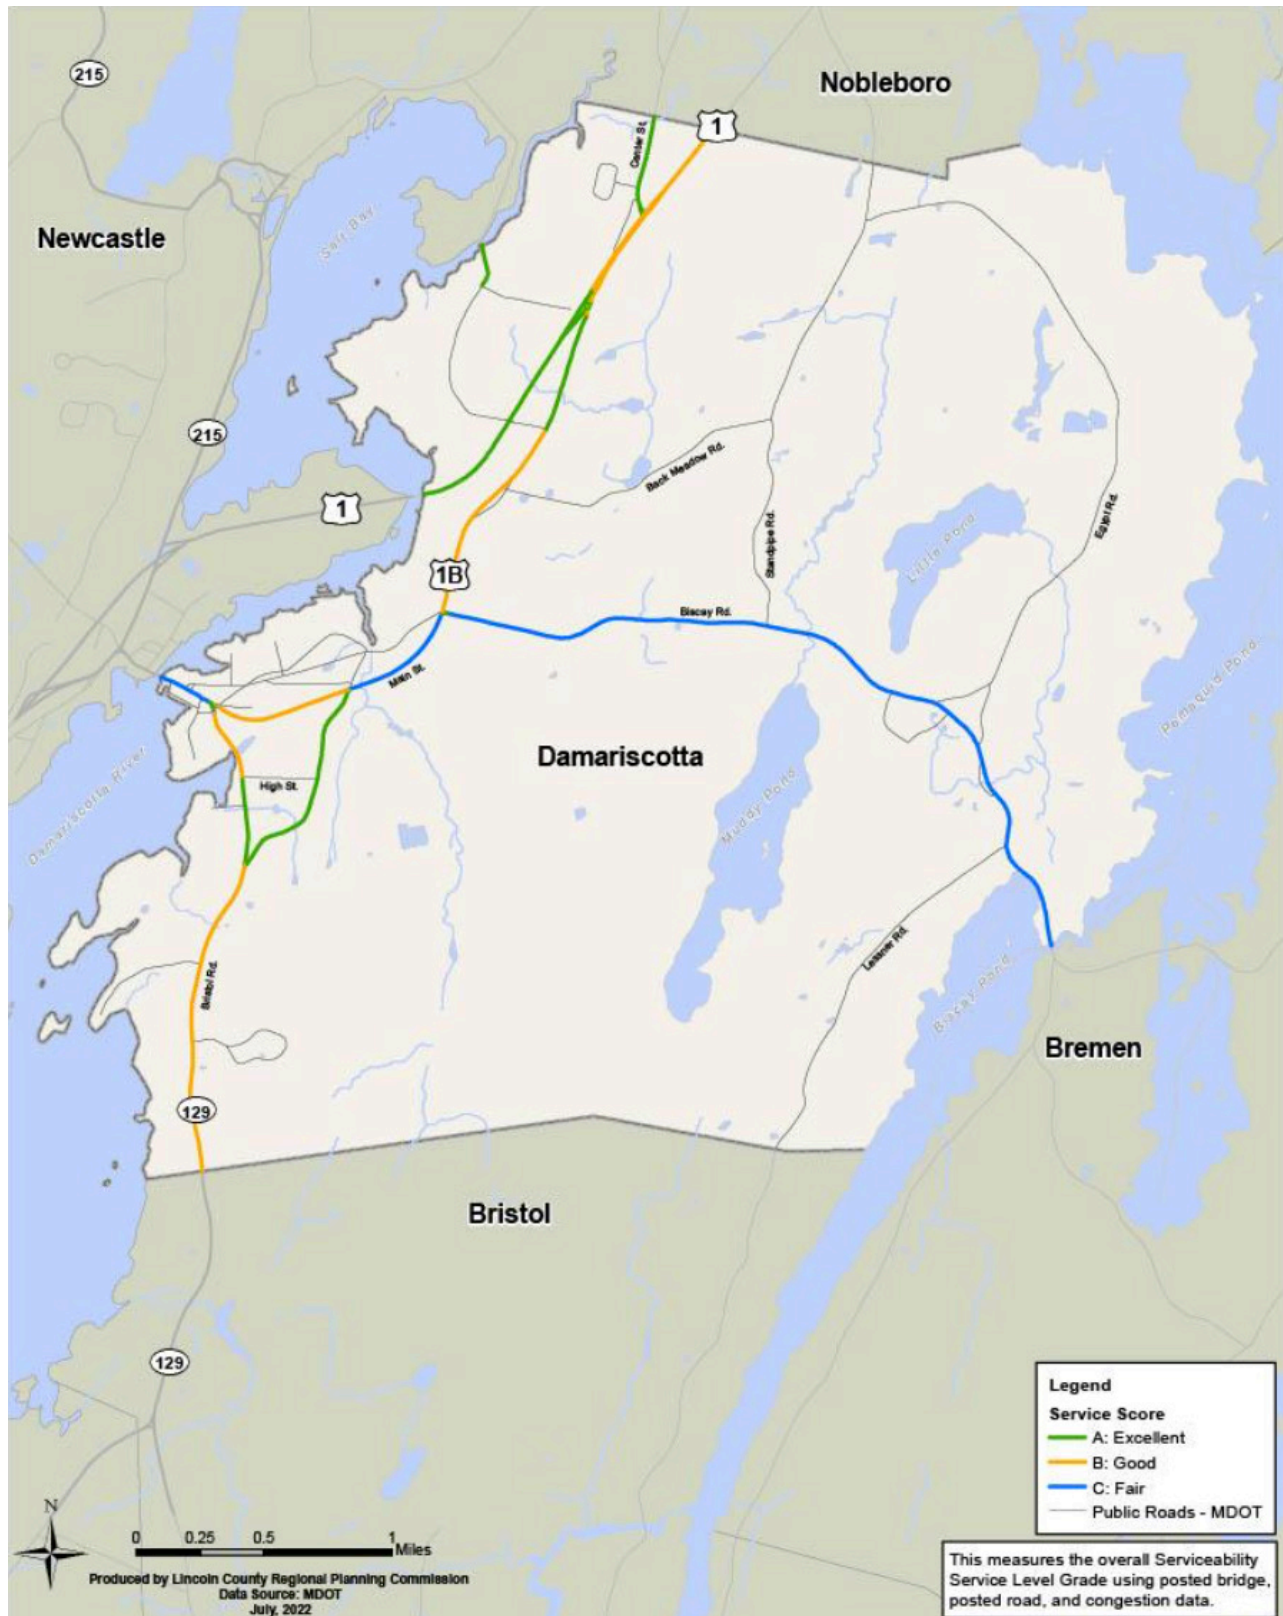 215
Nobleboro
1
Center St.
Newcastle
Salt Bay
215
Back Meadow Rd.
1
Egypt Rd.
Standpipe Rd.
Little Pond
1B
Biscay Rd.
Main St.
Pemaquid Pond
Damariscotta
High St.
Muddy Pond
Damariscotta River
Lessner Rd.
Bristol Rd.
Biscay Pond
Bremen
129
Bristol
129
Legend
Service Score
A: Excellent
B: Good
C: Fair
Public Roads - MDOT
N
0 0.25 0.5 1
Miles
Produced by Lincoln County Regional Planning Commission
Data Source: MDOT
July, 2022
This measures the overall Serviceability
Service Level Grade using posted bridge,
posted road, and congestion data.